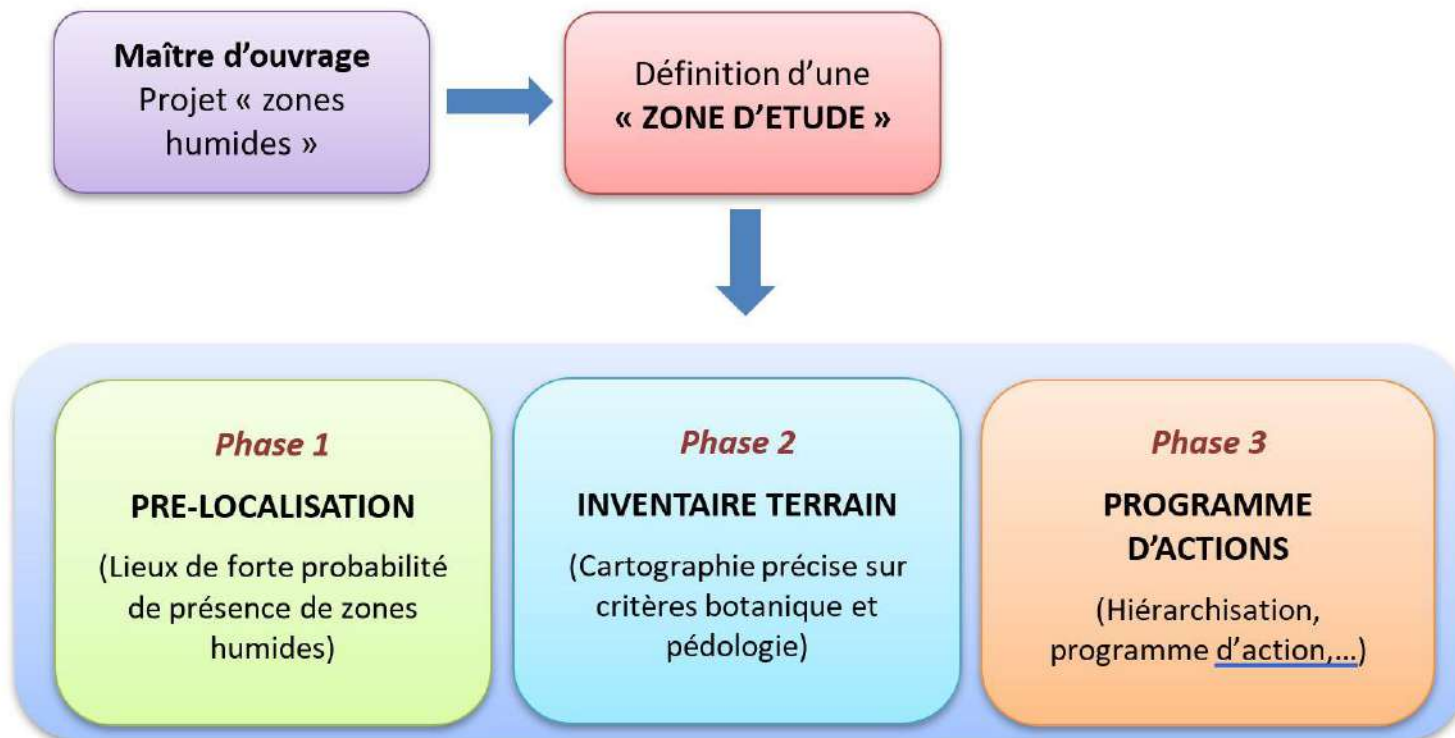 Maître d'ouvrage
Projet « zones
humides »
Définition d'une
« ZONE D'ETUDE »
Phase 1
PRE-LOCALISATION
(Lieux de forte probabilité
de présence de zones
humides)
Phase 2
INVENTAIRE TERRAIN
(Cartographie précise sur
critères botanique et
pédologie)
Phase 3
PROGRAMME
D'ACTIONS
(Hiérarchisation,
programme d'action,...)